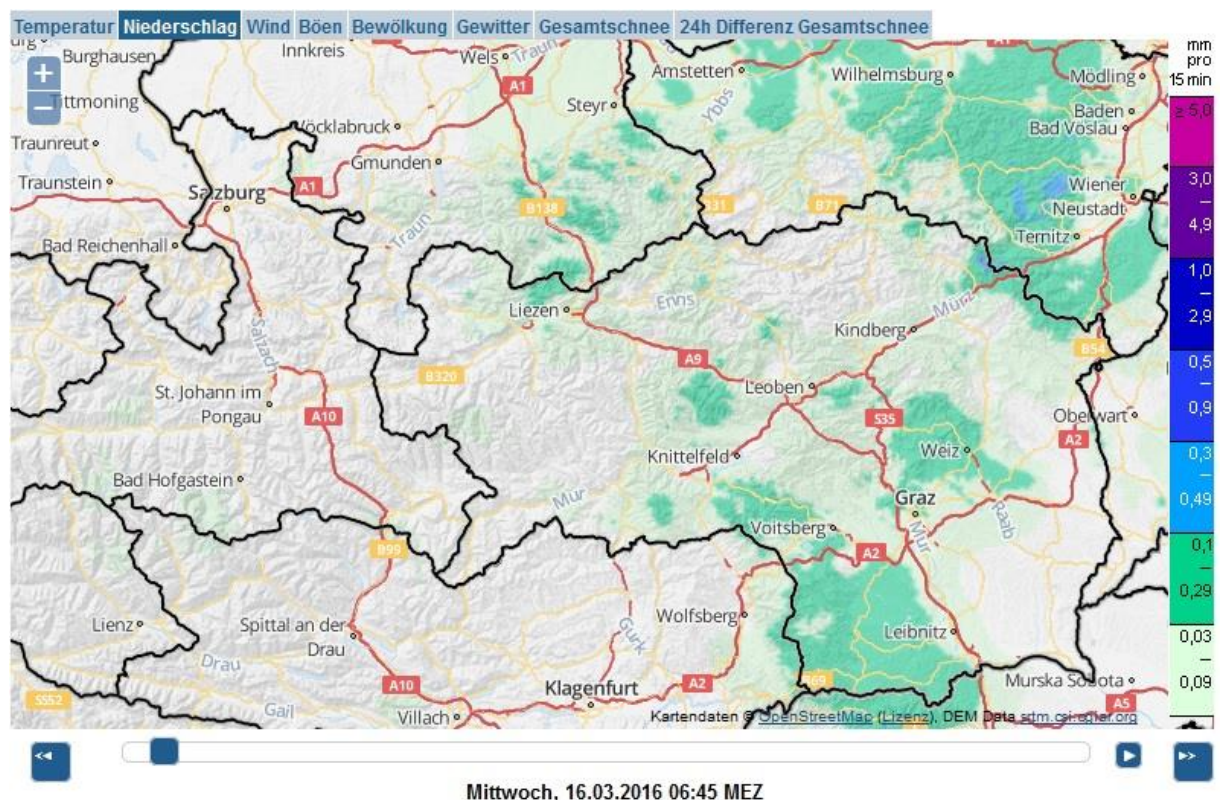 Temperatur Niederschlag Wind Böen Bewölkung Gewitter Gesamtschnee 24h Differenz Gesamtschnee
mm
pro
15 min
≥ 5,0
3,0
–
4,9
1,0
–
2,9
0,5
–
0,9
0,3
–
0,49
0,1
–
0,29
0,03
–
0,09
+
–
Burghausen
Innkreis
Wels
Traun
A1
Amstetten
Wilhelmsburg
Mödling
Tittmoning
Steyr
Ybbs
Baden
Bad Vöslau
Vöcklabruck
Traunreut
Gmunden
Traunstein
Salzburg
A1
B138
B71
Wiener
Neustadt
Traun
Ternitz
Bad Reichenhall
Liezen
Enns
Mürz
Kindberg
Salzach
A9
B54
B320
Leoben
St. Johann im
Pongau
A10
S35
Oberwart
A2
Knittelfeld
Weiz
Bad Hofgastein
Mur
Graz
Voitsberg
Raab
Mur
B99
A2
Lienz
Spittal an der
Drau
Wolfsberg
Gurk
Leibnitz
Drau
A10
Klagenfurt
A2
Murska Sobota
Gail
Villach
A5
Kartendaten © OpenStreetMap (Lizenz), DEM Data srtm.csi.cgiar.org
Mittwoch, 16.03.2016 06:45 MEZ